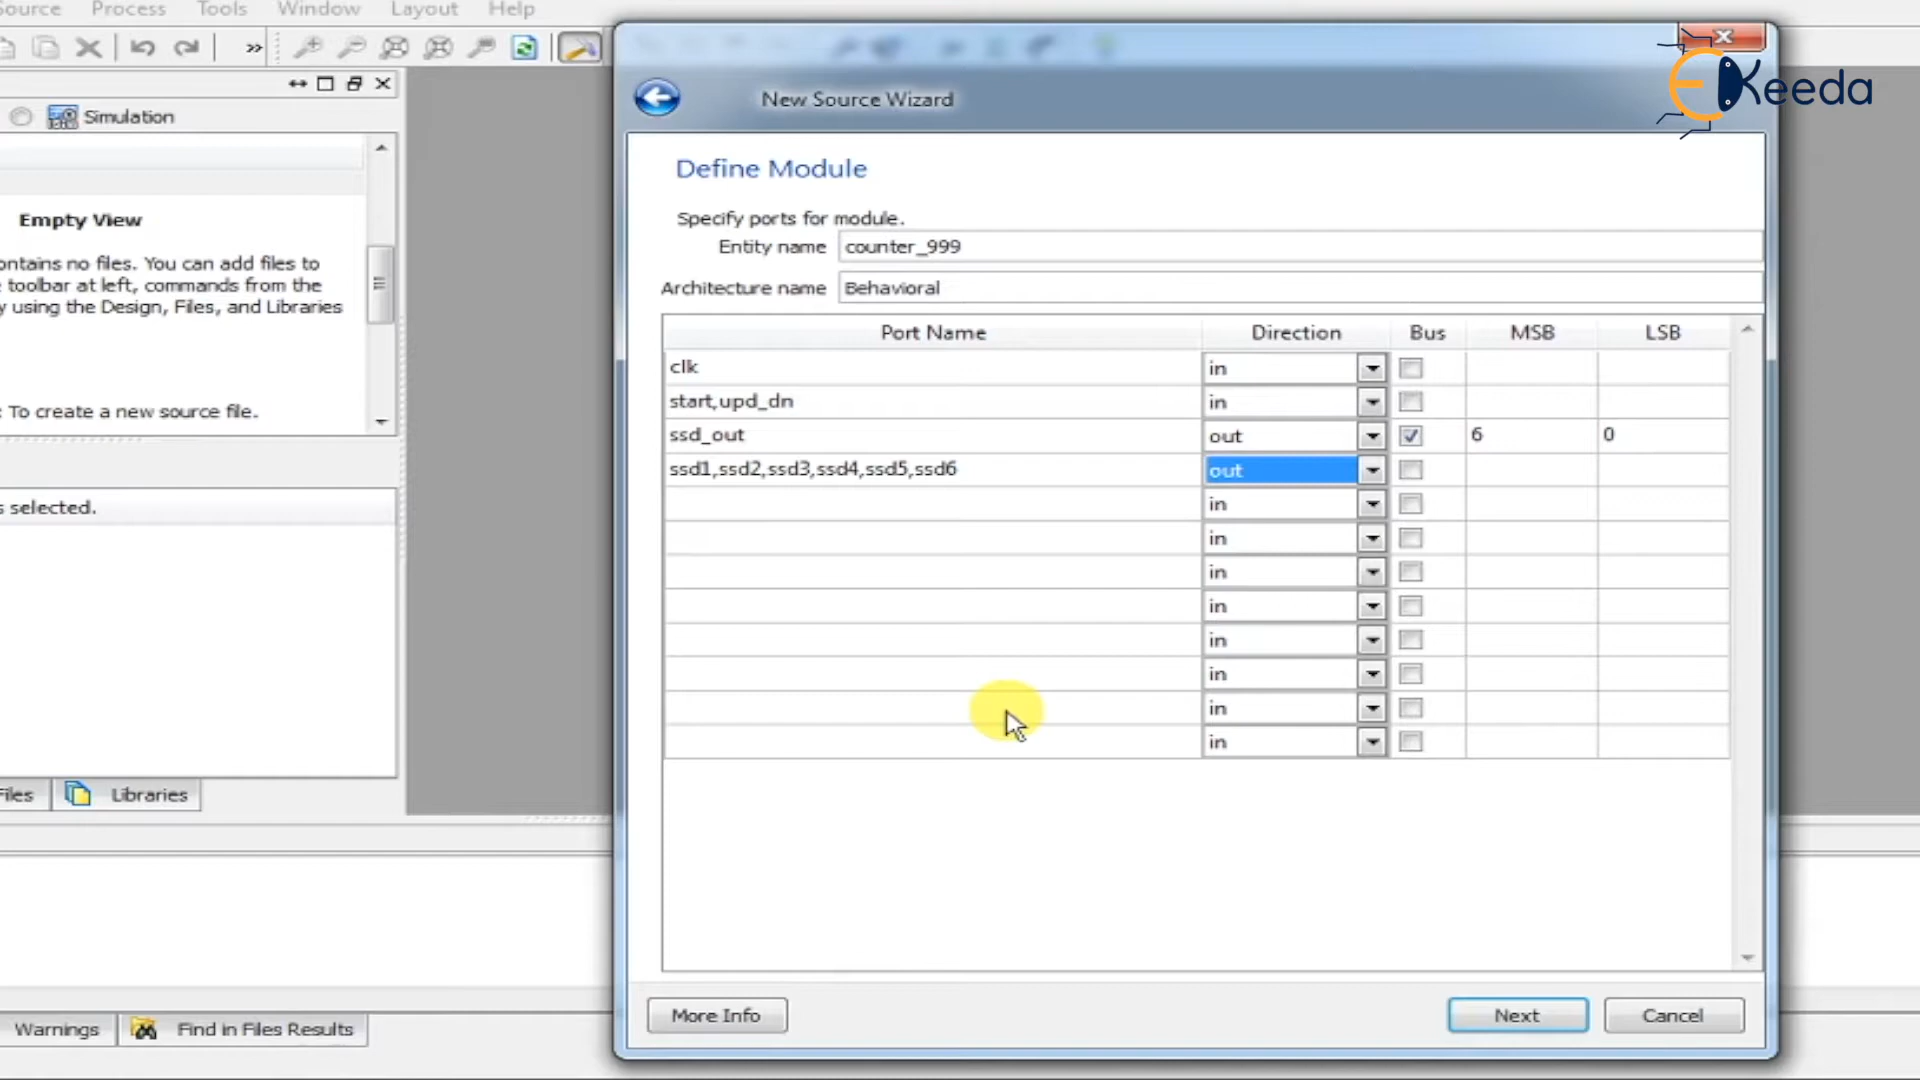 Source Process Tools Window Layout Help
Simulation
Empty View
ontains no files. You can add files to
toolbar at left, commands from the
y using the Design, Files, and Libraries
: To create a new source file.
s selected.
Files Libraries
Warnings Find in Files Results
New Source Wizard
EKeeda
Define Module
Specify ports for module.
Entity name counter_999
Architecture name Behavioral
Port Name Direction Bus MSB LSB
clk in
start,upd_dn in
ssd_out out 6 0
ssd1,ssd2,ssd3,ssd4,ssd5,ssd6 out
in
in
in
in
in
in
in
in
More Info Next Cancel